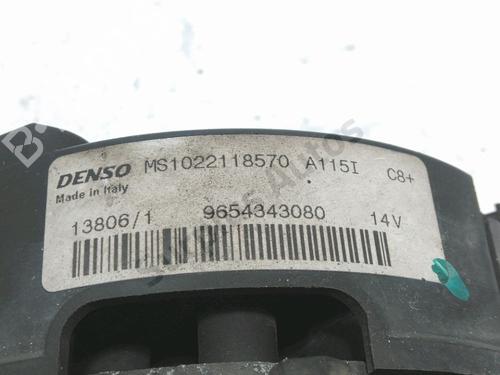 DENSO MS1022118570 A115I C8+
Made in Italy
13806/1 9654343080 14V